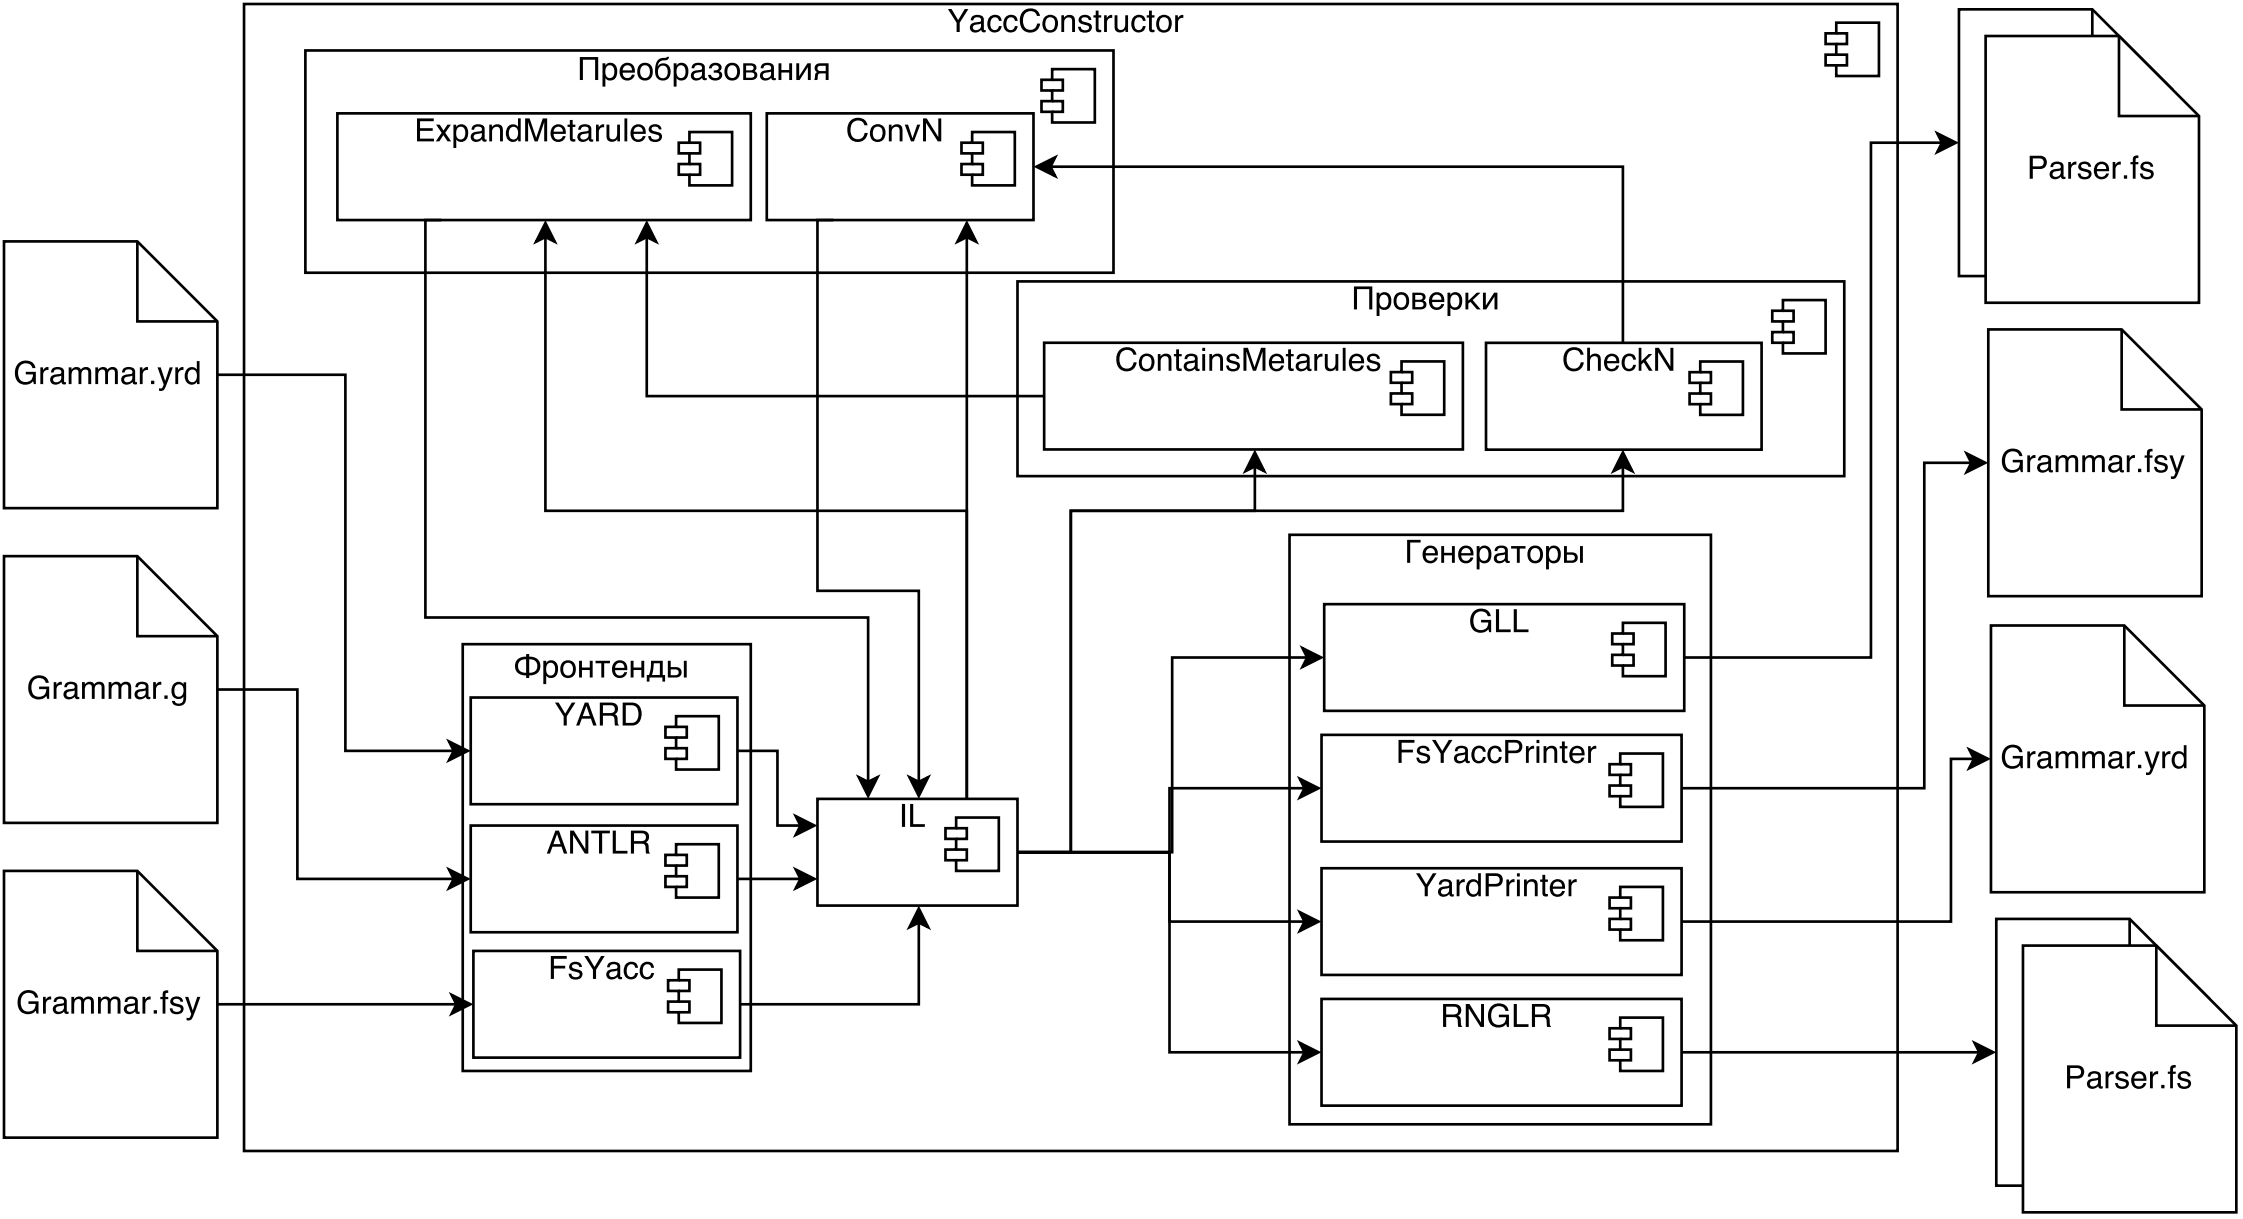 YaccConstructor
Преобразования
ExpandMetarules
ConvN
Проверки
ContainsMetarules
CheckN
Grammar.yrd
Grammar.g
Grammar.fsy
Фронтенды
YARD
ANTLR
FsYacc
IL
Генераторы
GLL
FsYaccPrinter
YardPrinter
RNGLR
Parser.fs
Grammar.fsy
Grammar.yrd
Parser.fs